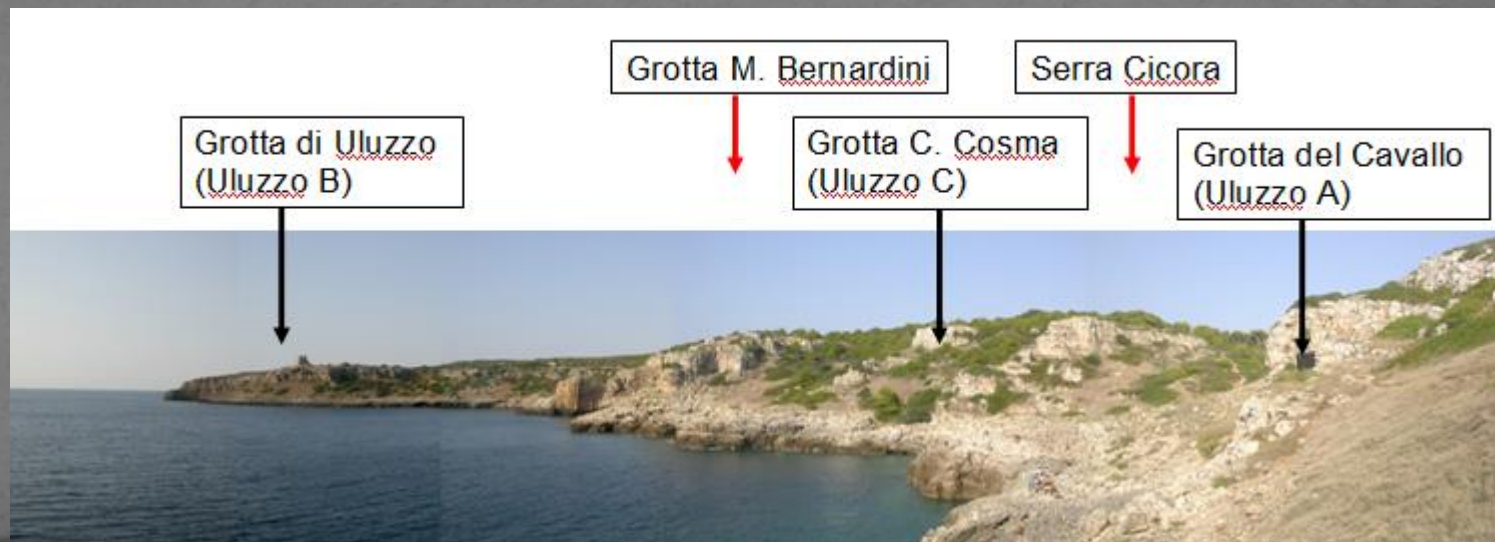 Grotta M. Bernardini
Serra Cicora
Grotta di Uluzzo
(Uluzzo B)
Grotta C. Cosma
(Uluzzo C)
Grotta del Cavallo
(Uluzzo A)